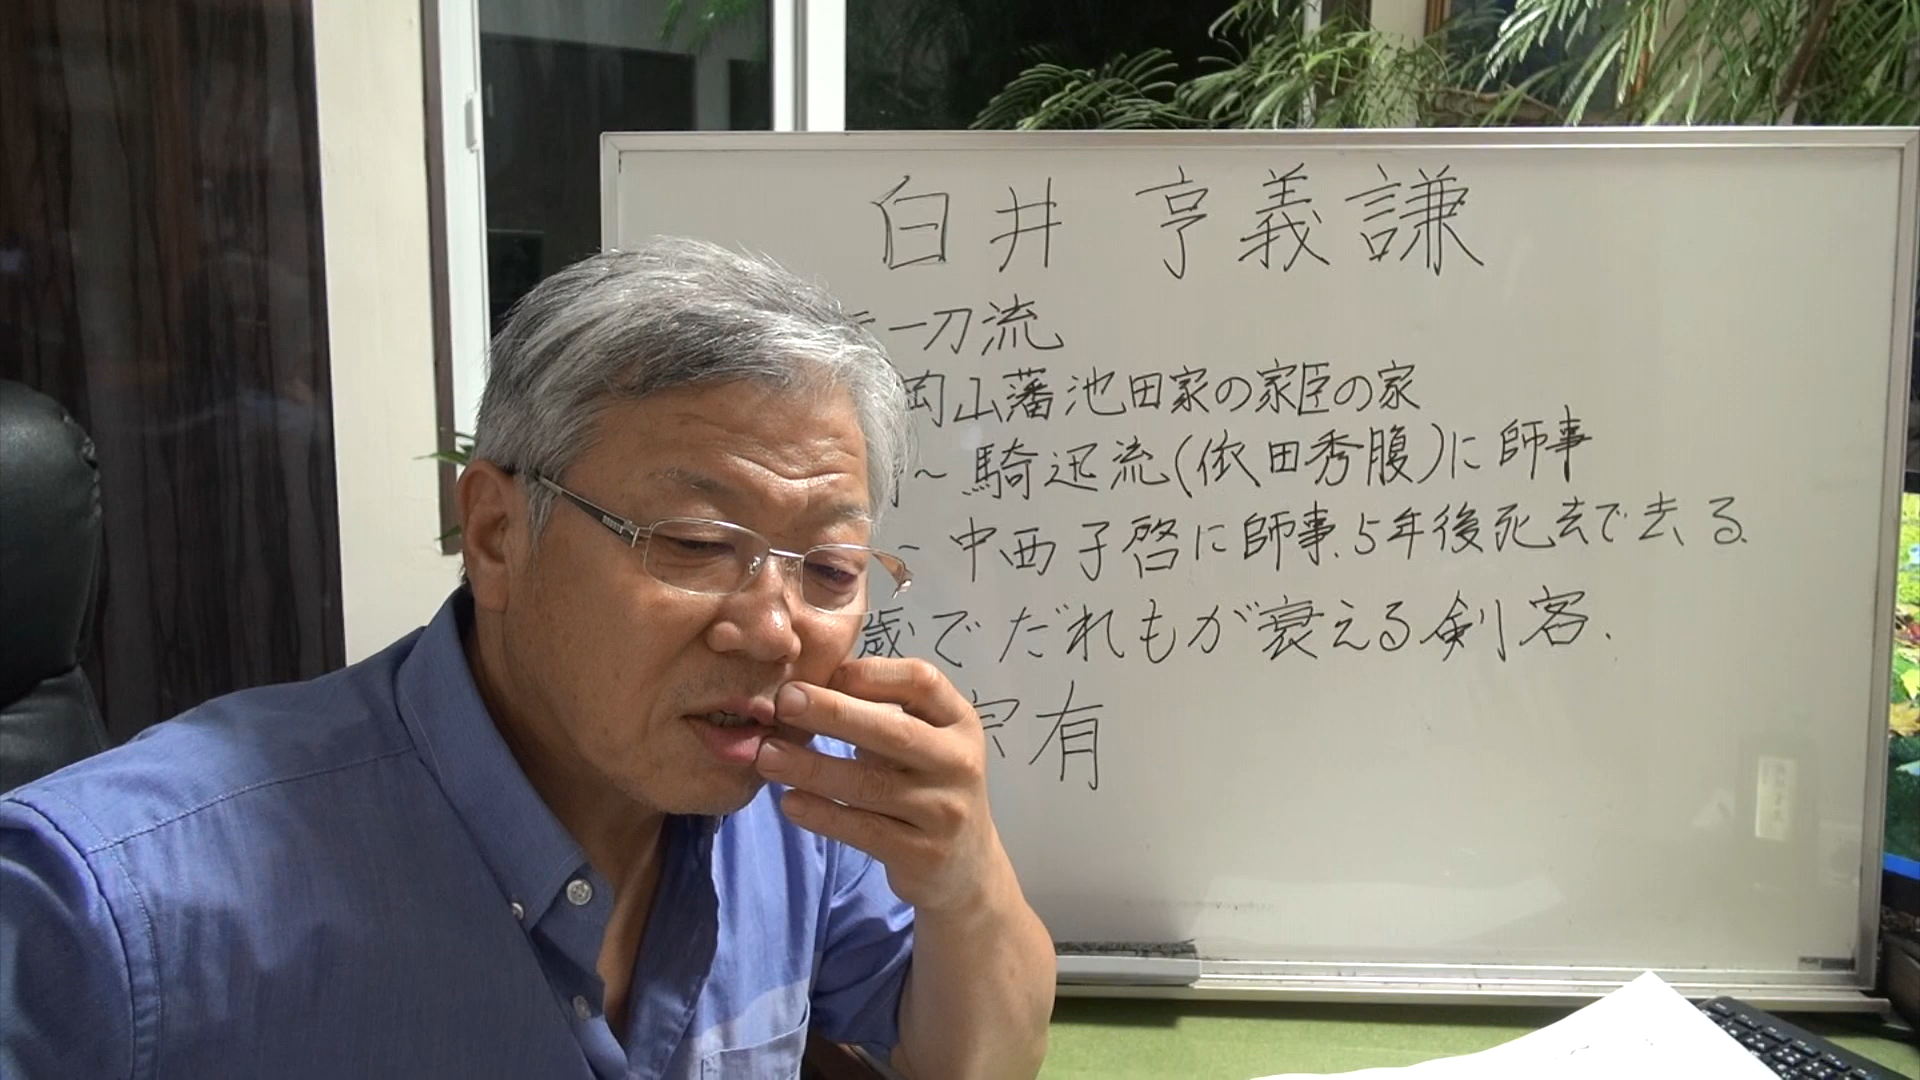 白井 亨義謙
一刀流
岡山藩池田家の家臣の家
～騎迅流(依田秀腹)に師事
～中西子啓に師事.5年後死去で去る.
歳でだれもが衰える剣客.
宗有